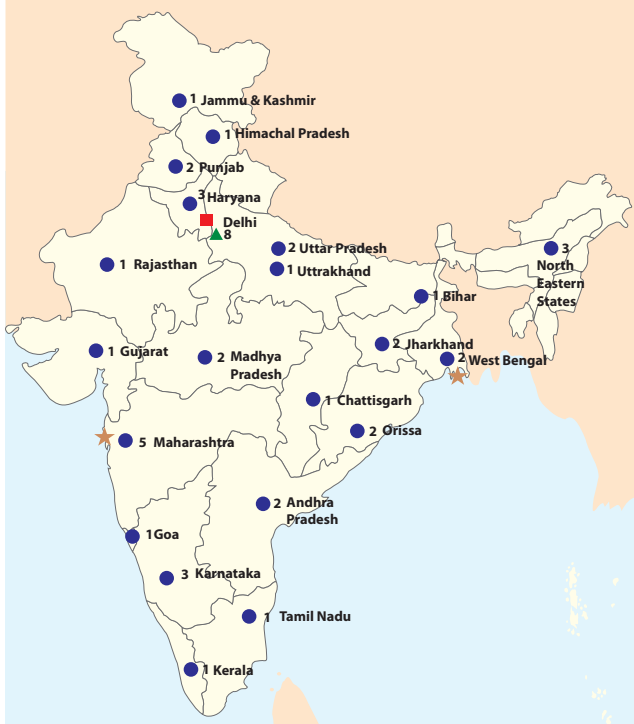 1 Jammu & Kashmir
1 Himachal Pradesh
2 Punjab
3 Haryana
Delhi
8
2 Uttar Pradesh
3
North
Eastern
States
1 Rajasthan
1 Uttrakhand
1 Bihar
2 Jharkhand
1 Gujarat
2 Madhya
Pradesh
2 West Bengal
1 Chattisgarh
2 Orissa
5 Maharashtra
2 Andhra
Pradesh
1Goa
3 Karnataka
1 Tamil Nadu
1 Kerala